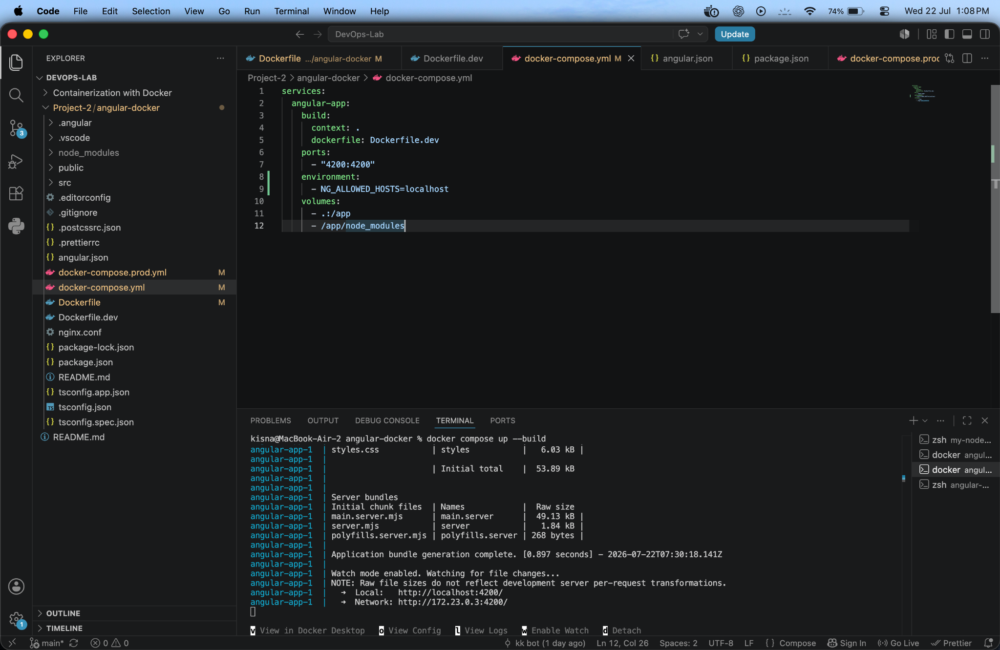 Code File Edit Selection View Go Run Terminal Window Help 74% Wed 22 Jul 1:08 PM
DevOps-Lab Update
EXPLORER
DEVOPS-LAB
Containerization with Docker
Project-2/angular-docker
.angular
.vscode
node_modules
public
src
.editorconfig
.gitignore
.postcssrc.json
.prettierrc
angular.json
docker-compose.prod.yml M
docker-compose.yml M
Dockerfile M
Dockerfile.dev
nginx.conf
package-lock.json
package.json
README.md
tsconfig.app.json
tsconfig.json
tsconfig.spec.json
README.md
OUTLINE
TIMELINE
3
1
Dockerfile .../angular-docker M Dockerfile.dev docker-compose.yml M angular.json package.json docker-compose.proc
Project-2 > angular-docker > docker-compose.yml
1 services:
2 angular-app:
3 build:
4 context: .
5 dockerfile: Dockerfile.dev
6 ports:
7 - "4200:4200"
8 environment:
9 - NG_ALLOWED_HOSTS=localhost
10 volumes:
11 - .:/app
12 - /app/node_modules
PROBLEMS OUTPUT DEBUG CONSOLE TERMINAL PORTS
kisna@MacBook-Air-2 angular-docker % docker compose up --build
angular-app-1 | styles.css | styles | 6.03 kB |
angular-app-1 |
angular-app-1 | | Initial total | 53.89 kB
angular-app-1 |
angular-app-1 |
angular-app-1 | Server bundles
angular-app-1 | Initial chunk files | Names | Raw size
angular-app-1 | main.server.mjs | main.server | 49.13 kB |
angular-app-1 | server.mjs | server | 1.84 kB |
angular-app-1 | polyfills.server.mjs | polyfills.server | 268 bytes |
angular-app-1 |
angular-app-1 | Application bundle generation complete. [0.897 seconds] - 2026-07-22T07:30:18.141Z
angular-app-1 |
angular-app-1 | Watch mode enabled. Watching for file changes...
angular-app-1 | NOTE: Raw file sizes do not reflect development server per-request transformations.
angular-app-1 | ➜ Local: http://localhost:4200/
angular-app-1 | ➜ Network: http://172.23.0.3:4200/
v View in Docker Desktop o View Config l View Logs w Enable Watch d Detach
zsh my-node...
docker angul...
docker angul...
zsh angular-...
main* 0 0 kk bot (1 day ago) Ln 12, Col 26 Spaces: 2 UTF-8 LF { } Compose Sign In Go Live Prettier